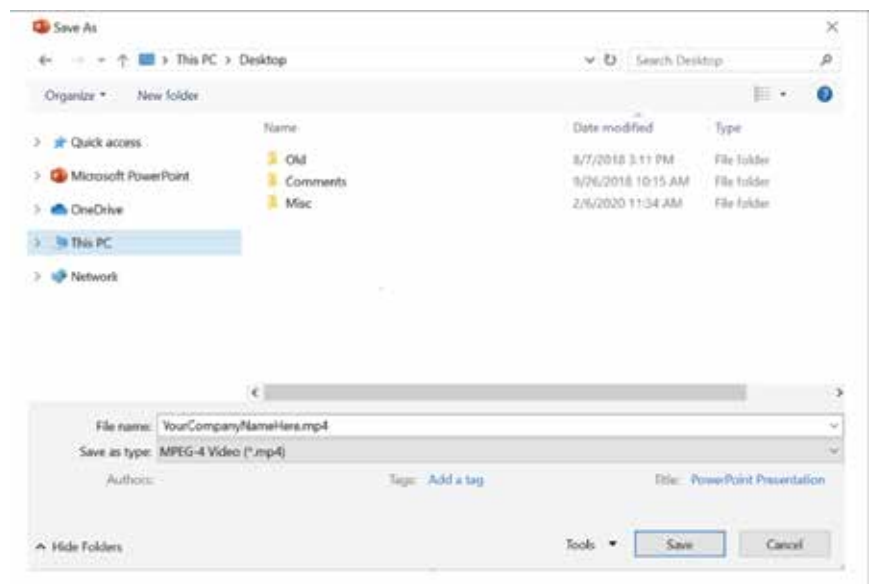 Save As
This PC > Desktop
Search Desktop
Organize
New folder
Name
Date modified
Type
Quick access
Microsoft PowerPoint
OneDrive
This PC
Network
Old
8/7/2018 3:11 PM
File folder
Comments
9/26/2018 10:15 AM
File folder
Misc
2/6/2020 11:34 AM
File folder
File name: YourCompanyNameHere.mp4
Save as type: MPEG-4 Video (*.mp4)
Authors:
Tags: Add a tag
Title: PowerPoint Presentation
Hide Folders
Tools
Save
Cancel